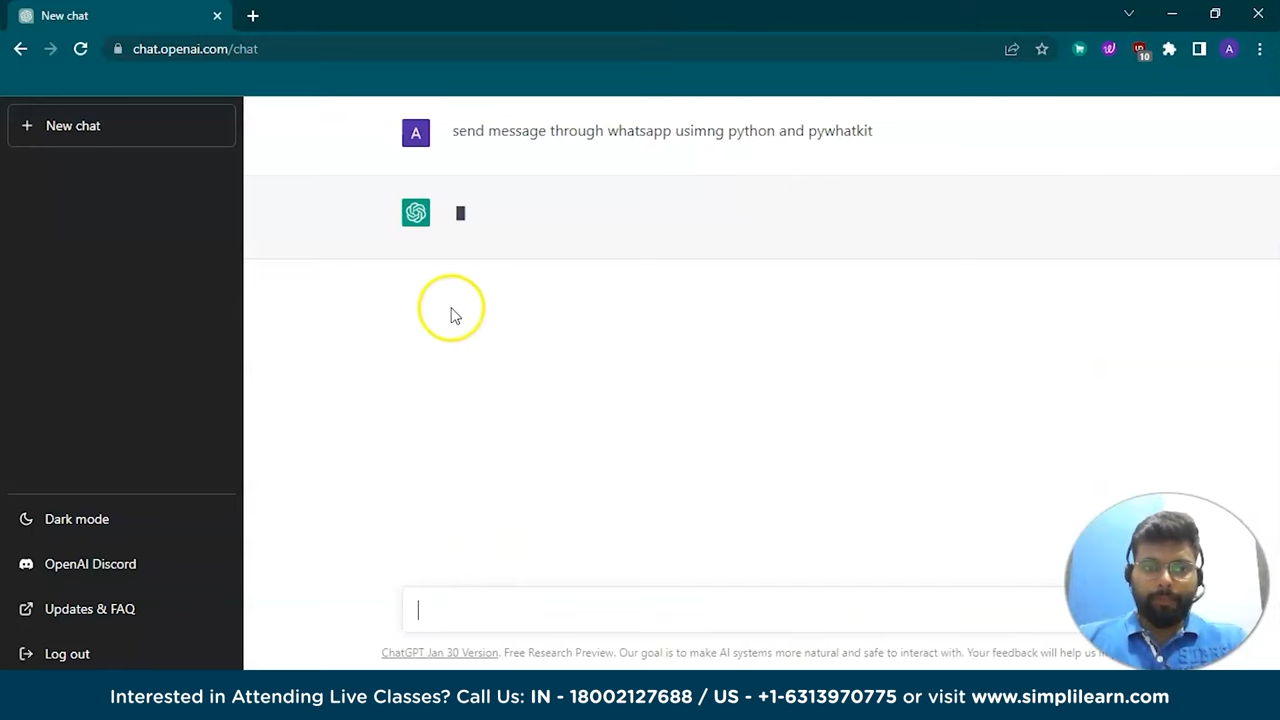 New chat
chat.openai.com/chat
10
A
New chat
A
send message through whatsapp usimng python and pywhatkit
Dark mode
OpenAI Discord
Updates & FAQ
Log out
ChatGPT Jan 30 Version. Free Research Preview. Our goal is to make AI systems more natural and safe to interact with. Your feedback will help us
Interested in Attending Live Classes? Call Us: IN - 18002127688 / US - +1-6313970775 or visit www.simplilearn.com